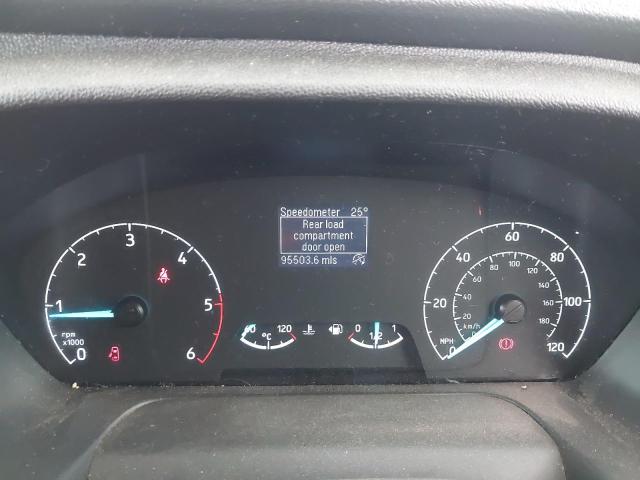 Speedometer 25°
Rear load
compartment
door open
95503.6 mls
0
1
2
3
4
5
6
rpm
x1000
60 120
°C
0 1/2 1
0
20
40
60
80
100
120
MPH
km/h
20
40
60
80
100
120
140
160
180